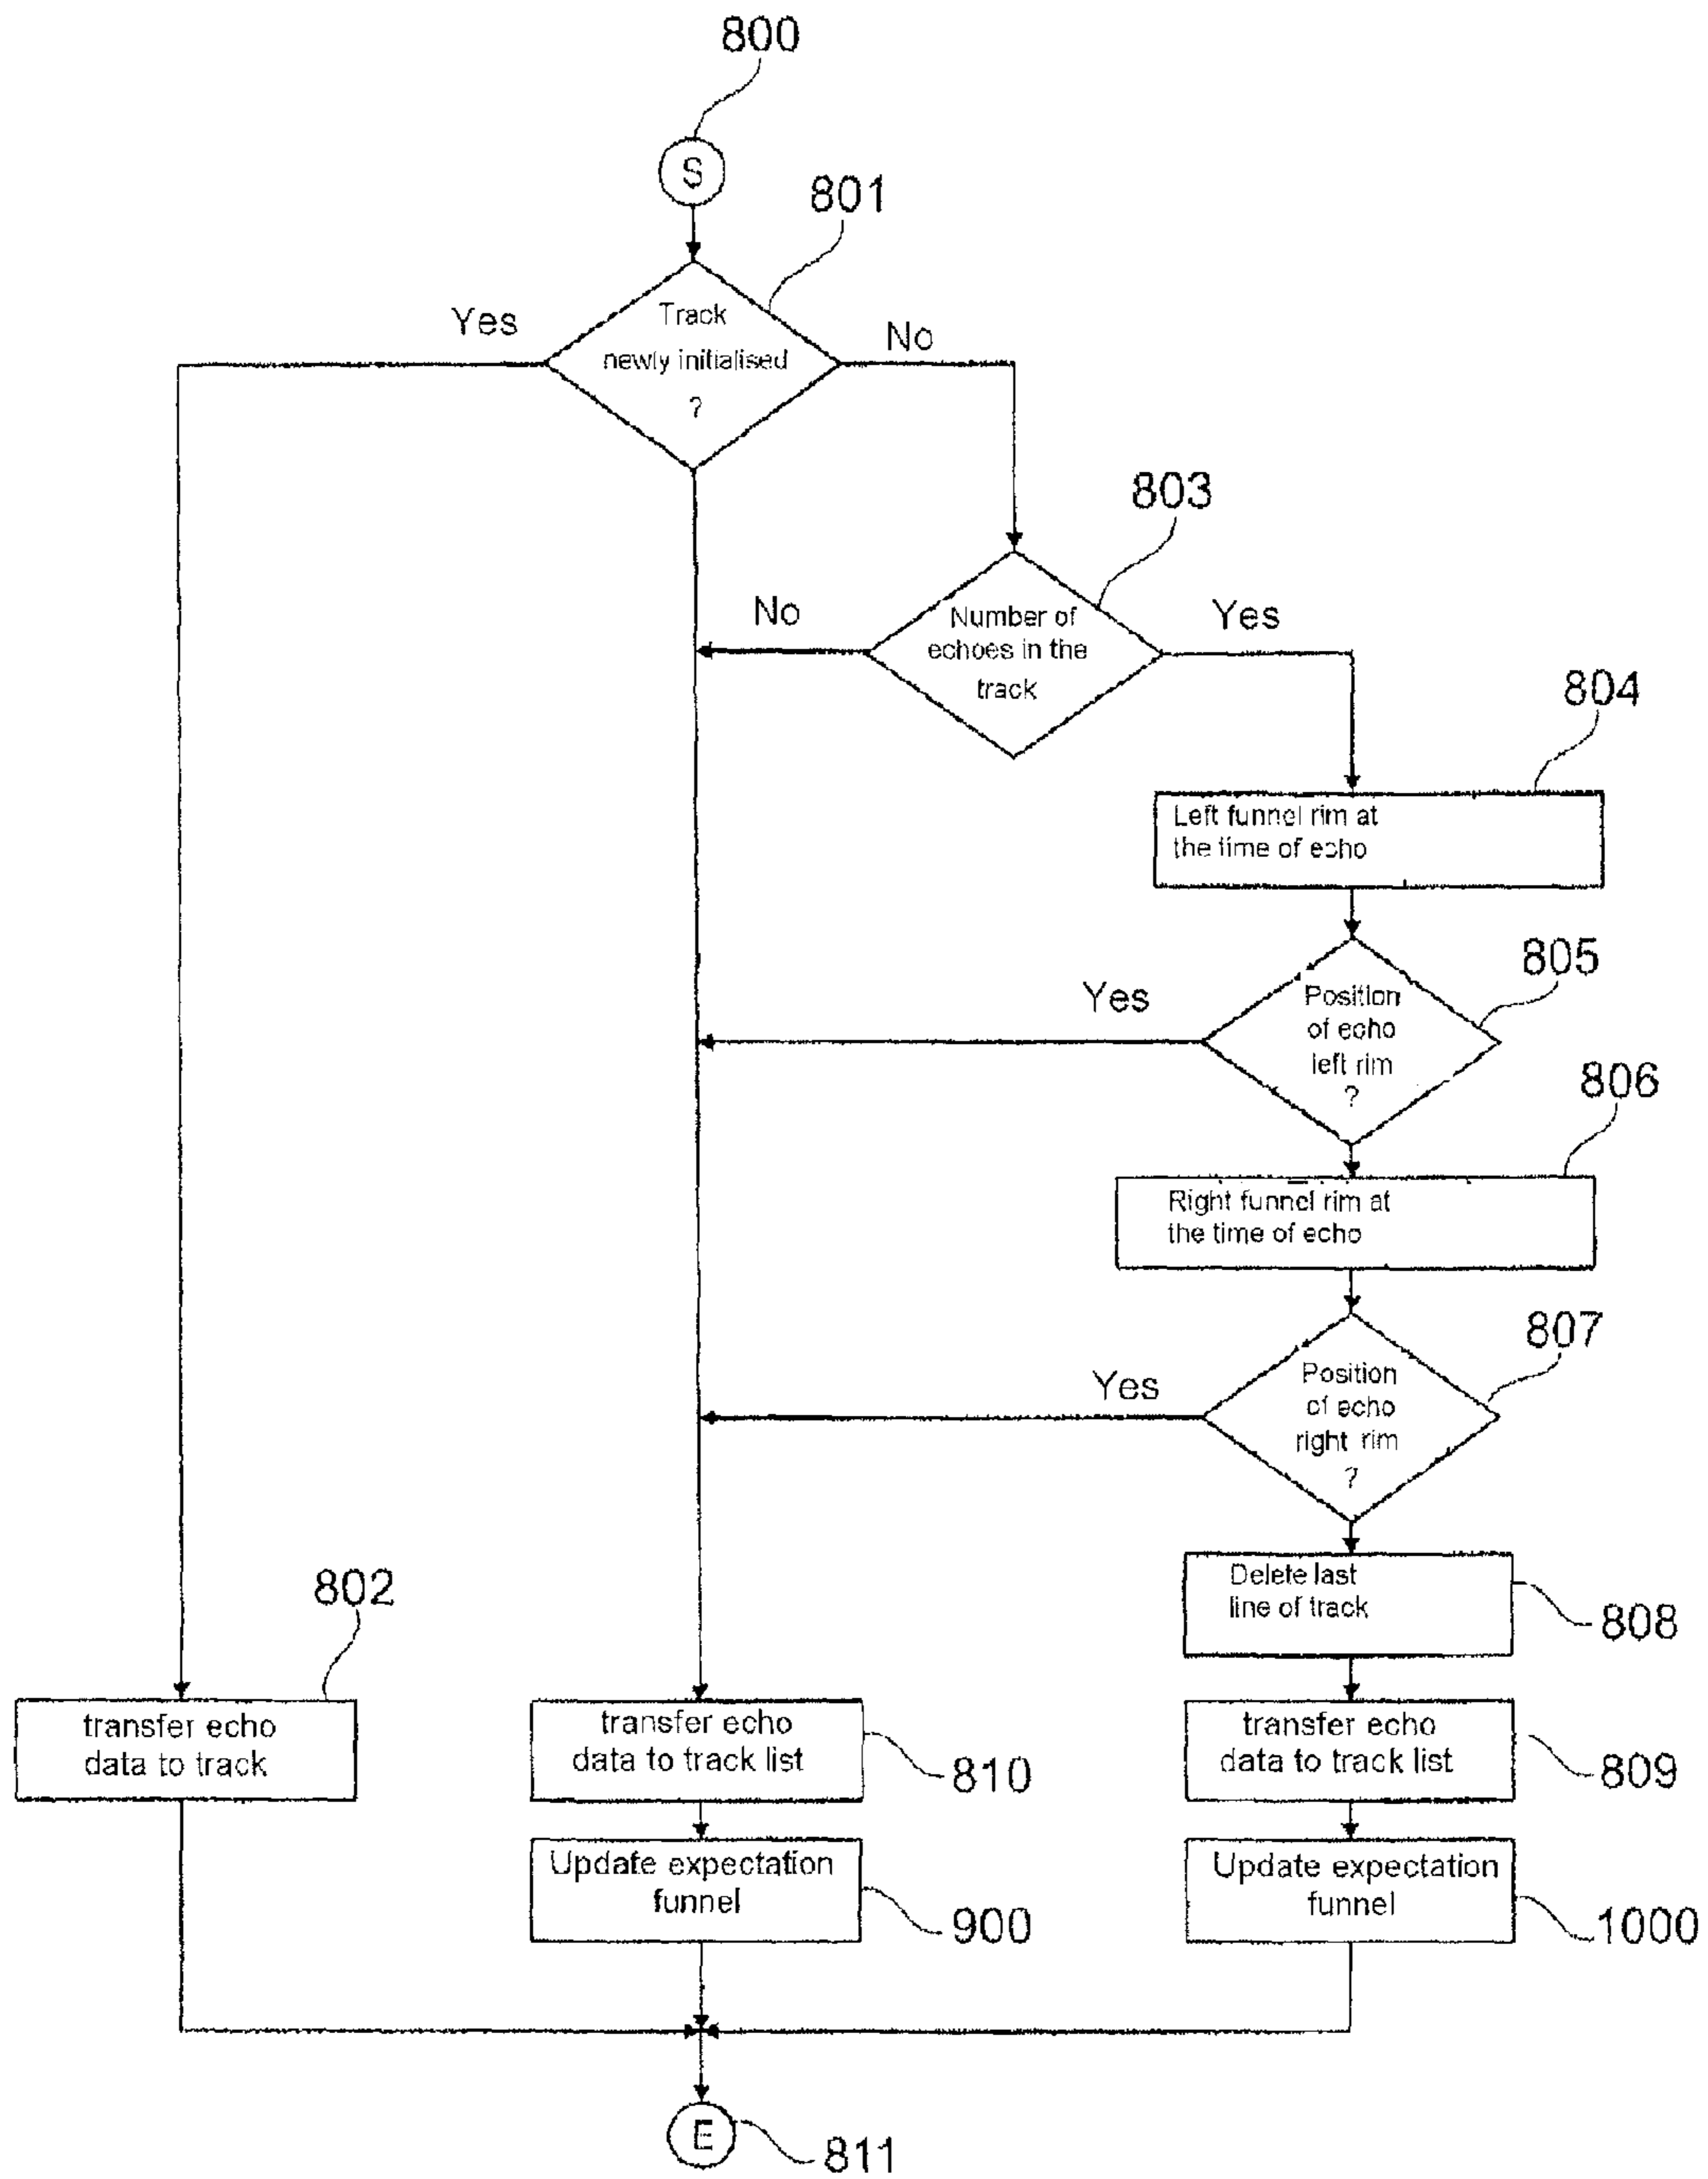 800
S
801
Yes
No
Track
newly initialised
?
803
No
Yes
Number of
echoes in the
track
804
Left funnel rim at
the time of echo
805
Yes
Position
of echo
left rim
?
806
Right funnel rim at
the time of echo
807
Yes
Position
of echo
right rim
?
Delete last
line of track
808
802
transfer echo
data to track
transfer echo
data to track list
810
transfer echo
data to track list
809
Update expectation
funnel
900
Update expectation
funnel
1000
E
811